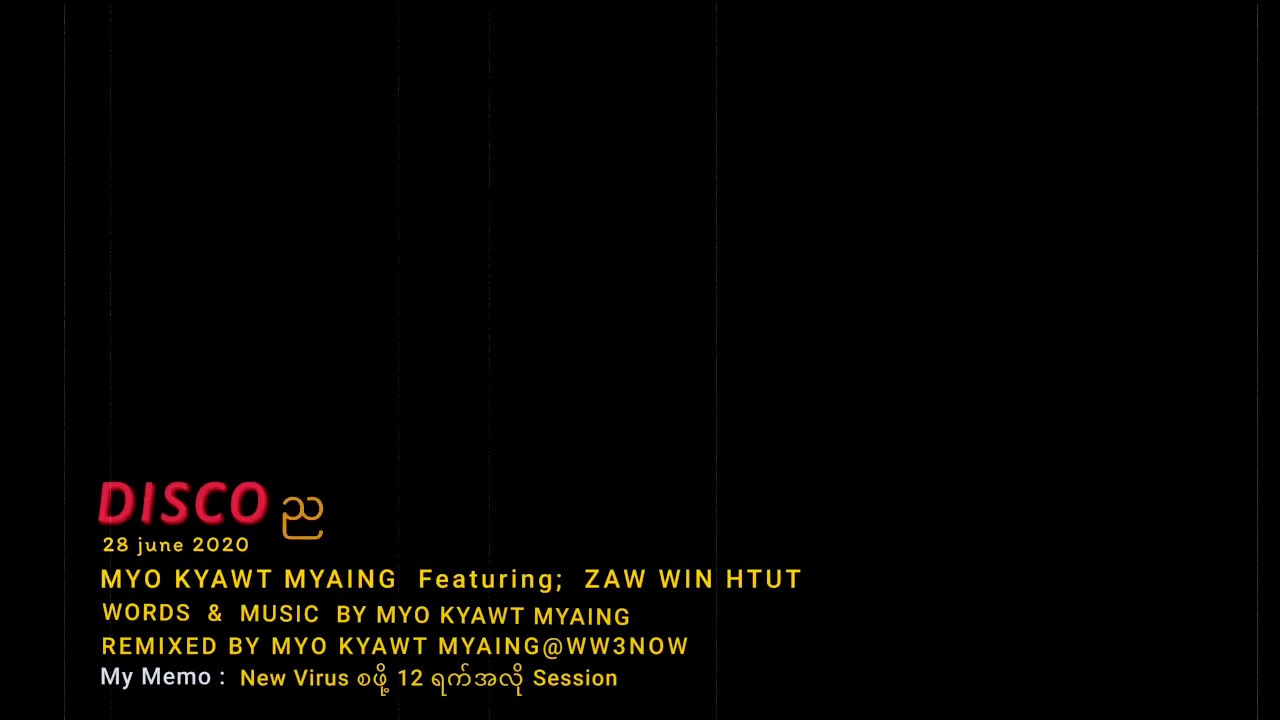 DISCO ည
28 june 2020
MYO KYAWT MYAING Featuring; ZAW WIN HTUT
WORDS & MUSIC BY MYO KYAWT MYAING
REMIXED BY MYO KYAWT MYAING@WW3NOW
My Memo : New Virus စဖို့ 12 ရက်အလို Session